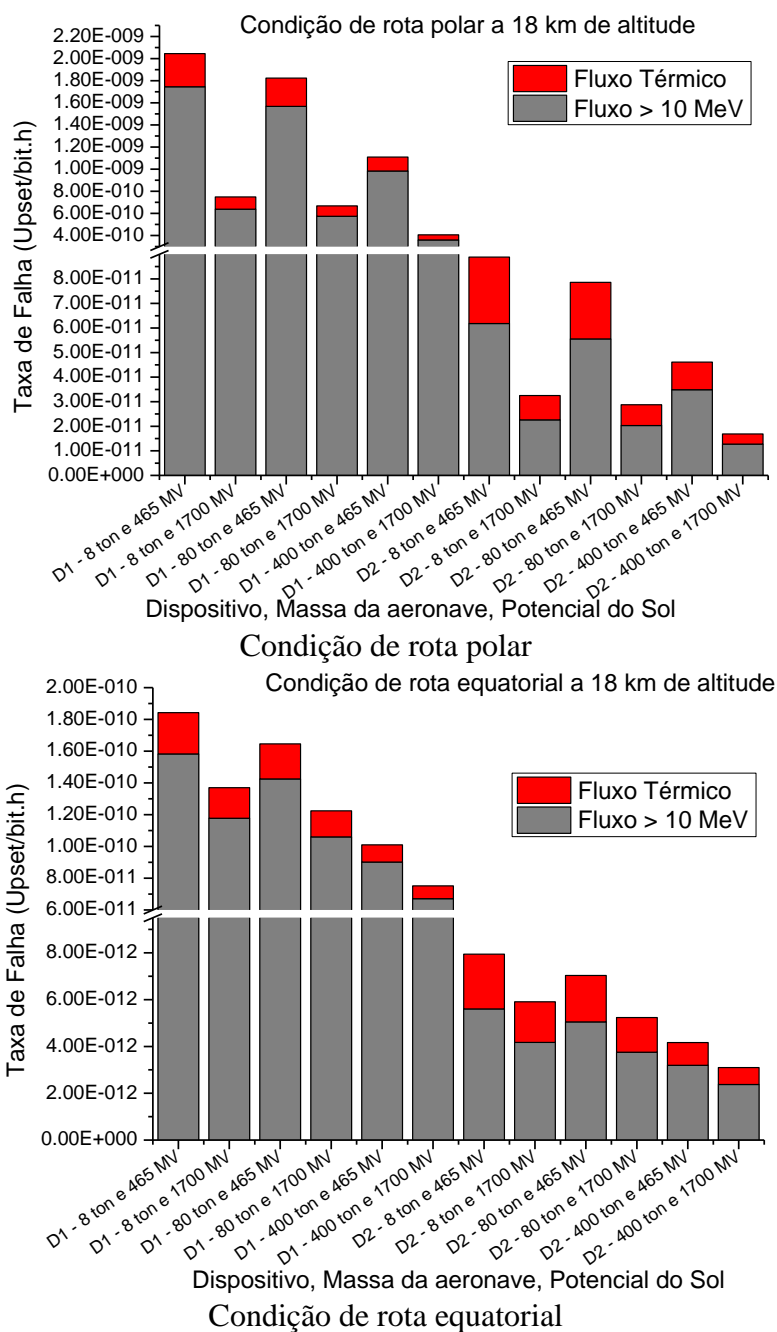 Condição de rota polar a 18 km de altitude
Fluxo Térmico
Fluxo > 10 MeV
Taxa de Falha (Upset/bit.h)
2.20E-009
2.00E-009
1.80E-009
1.60E-009
1.40E-009
1.20E-009
1.00E-009
8.00E-010
6.00E-010
4.00E-010
8.00E-011
7.00E-011
6.00E-011
5.00E-011
4.00E-011
3.00E-011
2.00E-011
1.00E-011
0.00E+000
D1 - 8 ton e 465 MV
D1 - 8 ton e 1700 MV
D1 - 80 ton e 465 MV
D1 - 80 ton e 1700 MV
D1 - 400 ton e 465 MV
D1 - 400 ton e 1700 MV
D2 - 8 ton e 465 MV
D2 - 8 ton e 1700 MV
D2 - 80 ton e 465 MV
D2 - 80 ton e 1700 MV
D2 - 400 ton e 465 MV
D2 - 400 ton e 1700 MV
Dispositivo, Massa da aeronave, Potencial do Sol
Condição de rota polar
Condição de rota equatorial a 18 km de altitude
Fluxo Térmico
Fluxo > 10 MeV
Taxa de Falha (Upset/bit.h)
2.00E-010
1.80E-010
1.60E-010
1.40E-010
1.20E-010
1.00E-010
8.00E-011
6.00E-011
8.00E-012
6.00E-012
4.00E-012
2.00E-012
0.00E+000
D1 - 8 ton e 465 MV
D1 - 8 ton e 1700 MV
D1 - 80 ton e 465 MV
D1 - 80 ton e 1700 MV
D1 - 400 ton e 465 MV
D1 - 400 ton e 1700 MV
D2 - 8 ton e 465 MV
D2 - 8 ton e 1700 MV
D2 - 80 ton e 465 MV
D2 - 80 ton e 1700 MV
D2 - 400 ton e 465 MV
D2 - 400 ton e 1700 MV
Dispositivo, Massa da aeronave, Potencial do Sol
Condição de rota equatorial